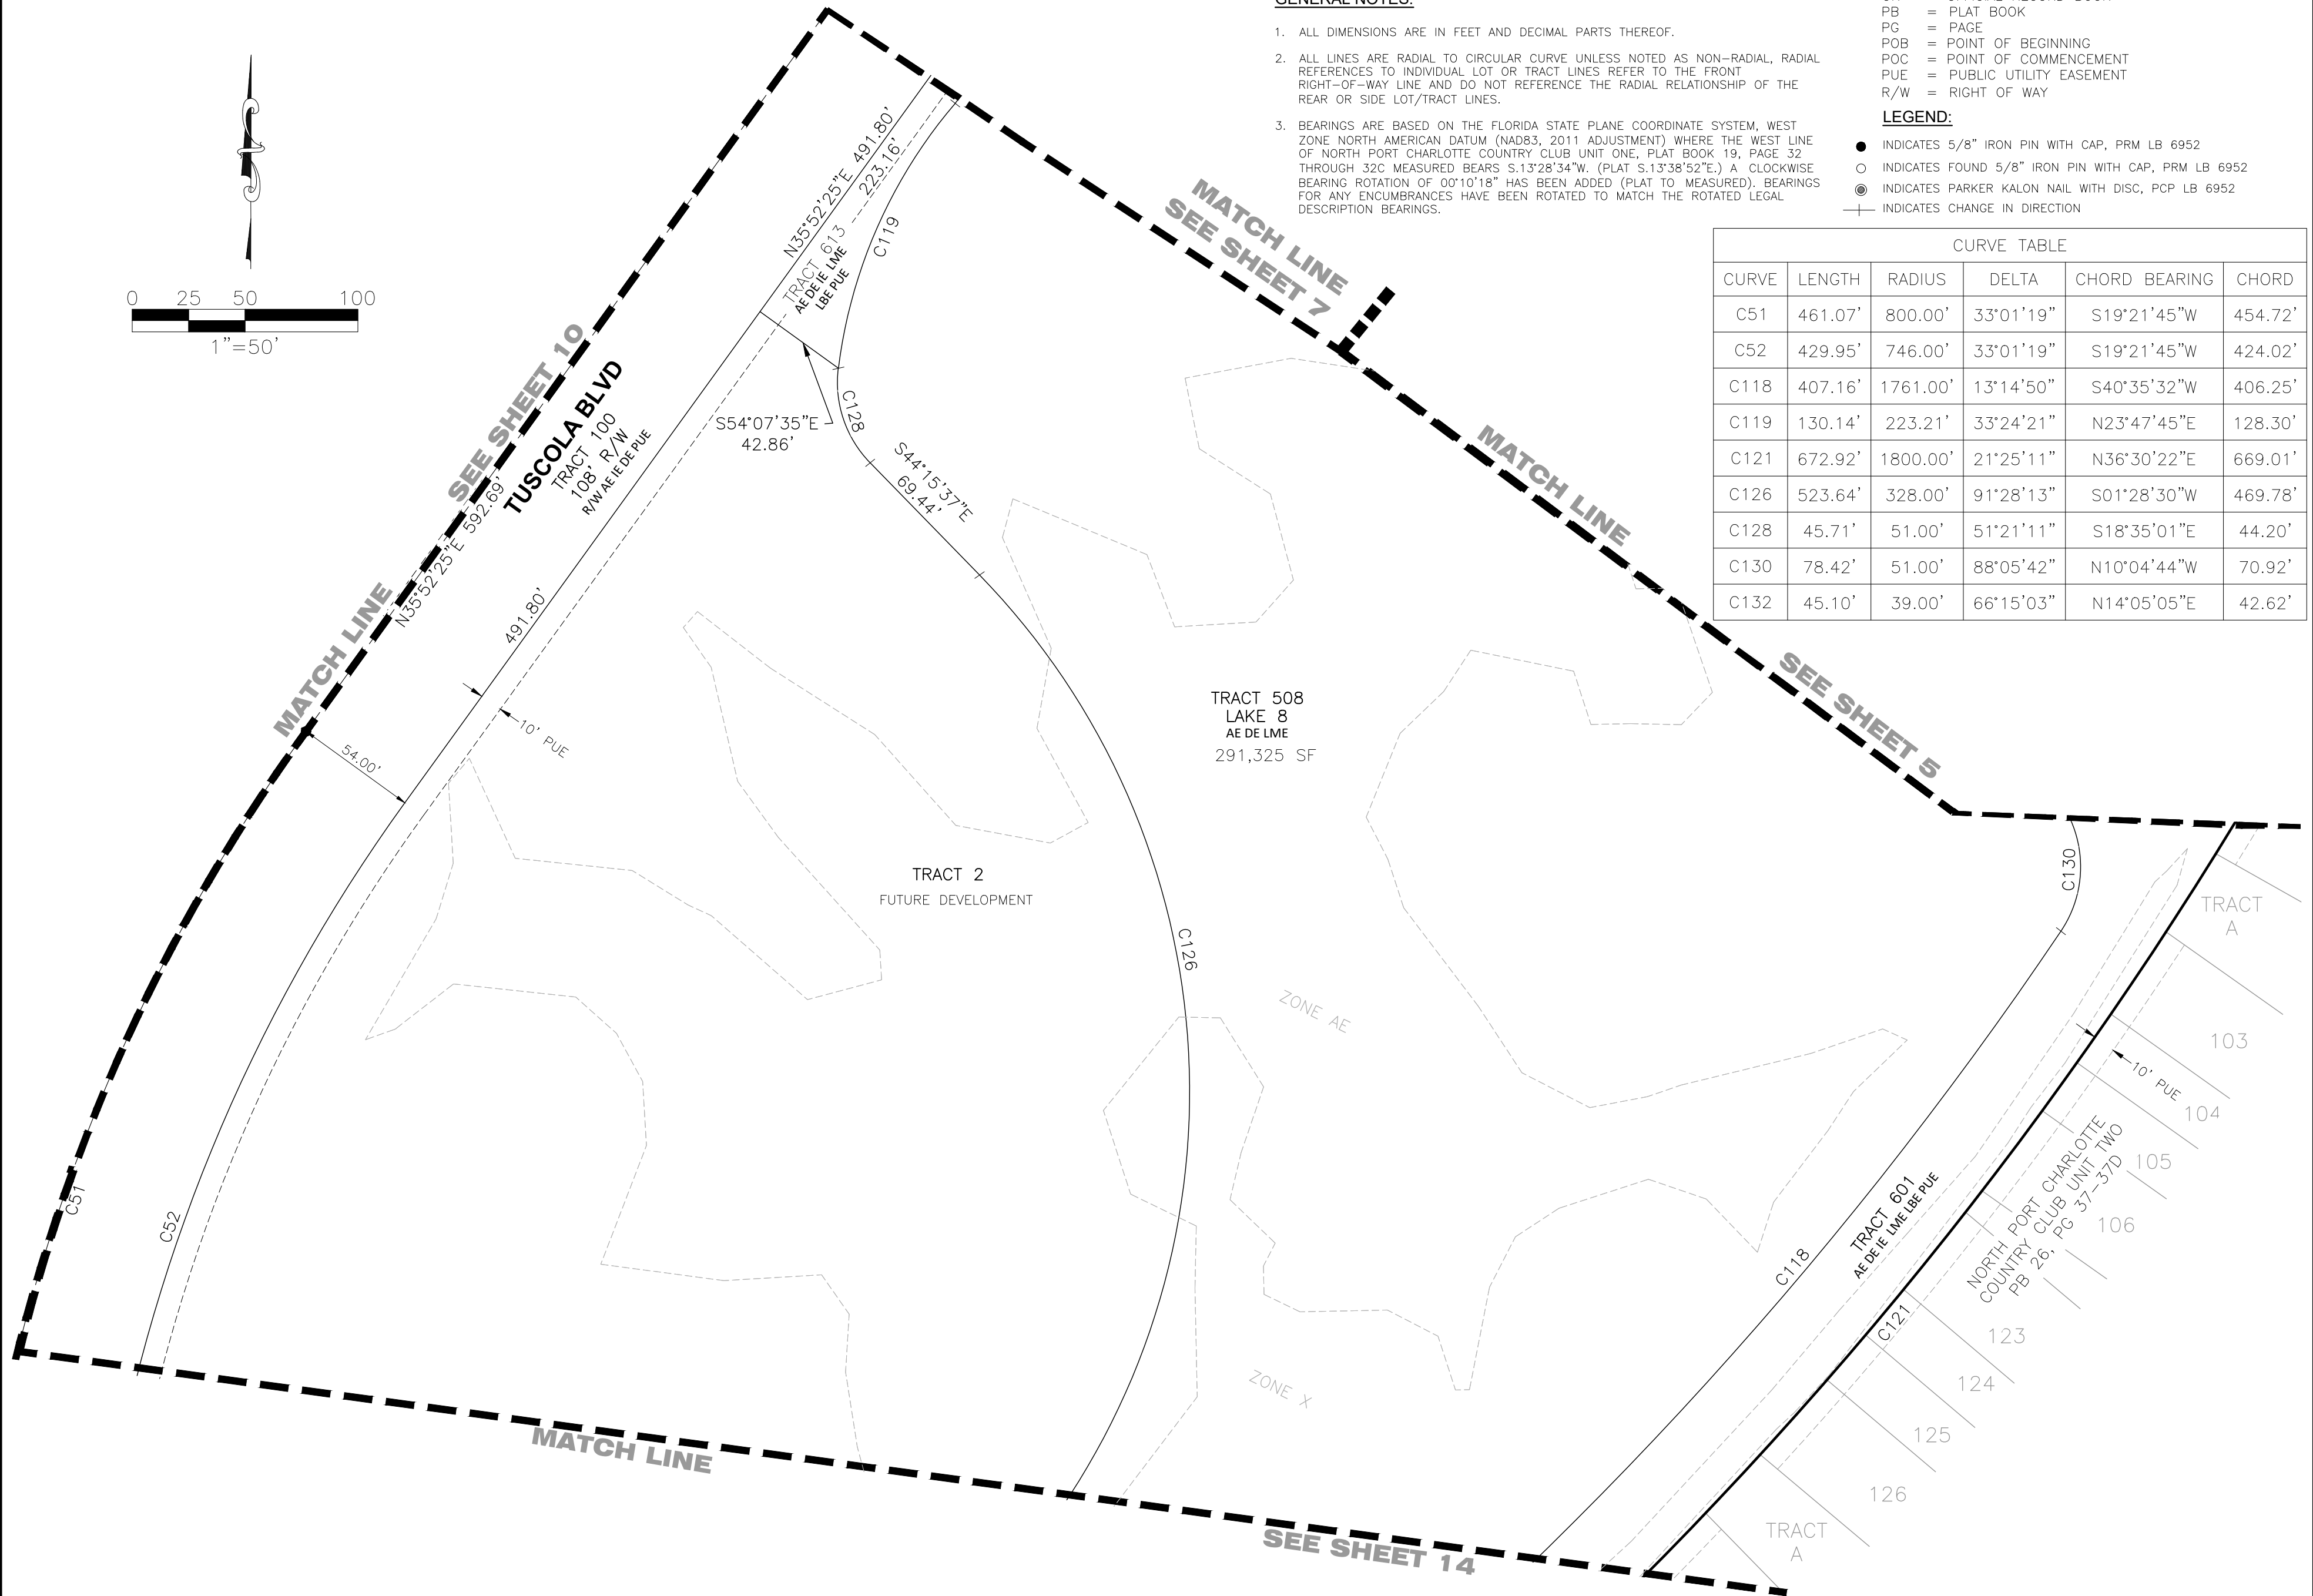 GENERAL NOTES:
1. ALL DIMENSIONS ARE IN FEET AND DECIMAL PARTS THEREOF.
2. ALL LINES ARE RADIAL TO CIRCULAR CURVE UNLESS NOTED AS NON-RADIAL, RADIAL
REFERENCES TO INDIVIDUAL LOT OR TRACT LINES REFER TO THE FRONT
RIGHT-OF-WAY LINE AND DO NOT REFERENCE THE RADIAL RELATIONSHIP OF THE
REAR OR SIDE LOT/TRACT LINES.
3. BEARINGS ARE BASED ON THE FLORIDA STATE PLANE COORDINATE SYSTEM, WEST
ZONE NORTH AMERICAN DATUM (NAD83, 2011 ADJUSTMENT) WHERE THE WEST LINE
OF NORTH PORT CHARLOTTE COUNTRY CLUB UNIT ONE, PLAT BOOK 19, PAGE 32
THROUGH 32C MEASURED BEARS S.13°28'34"W. (PLAT S.13°38'52"E.) A CLOCKWISE
BEARING ROTATION OF 00°10'18" HAS BEEN ADDED (PLAT TO MEASURED). BEARINGS
FOR ANY ENCUMBRANCES HAVE BEEN ROTATED TO MATCH THE ROTATED LEGAL
DESCRIPTION BEARINGS.
PB = PLAT BOOK
PG = PAGE
POB = POINT OF BEGINNING
POC = POINT OF COMMENCEMENT
PUE = PUBLIC UTILITY EASEMENT
R/W = RIGHT OF WAY
LEGEND:
INDICATES 5/8" IRON PIN WITH CAP, PRM LB 6952
INDICATES FOUND 5/8" IRON PIN WITH CAP, PRM LB 6952
INDICATES PARKER KALON NAIL WITH DISC, PCP LB 6952
INDICATES CHANGE IN DIRECTION
CURVE TABLE
CURVE LENGTH RADIUS DELTA CHORD BEARING CHORD
C51 461.07' 800.00' 33°01'19" S19°21'45"W 454.72'
C52 429.95' 746.00' 33°01'19" S19°21'45"W 424.02'
C118 407.16' 1761.00' 13°14'50" S40°35'32"W 406.25'
C119 130.14' 223.21' 33°24'21" N23°47'45"E 128.30'
C121 672.92' 1800.00' 21°25'11" N36°30'22"E 669.01'
C126 523.64' 328.00' 91°28'13" S01°28'30"W 469.78'
C128 45.71' 51.00' 51°21'11" S18°35'01"E 44.20'
C130 78.42' 51.00' 88°05'42" N10°04'44"W 70.92'
C132 45.10' 39.00' 66°15'03" N14°05'05"E 42.62'
0 25 50 100
1"=50'
MATCH LINE
SEE SHEET 10
N35°52'25"E 592.69'
TUSCOLA BLVD
TRACT 100
108' R/W
R/W AE IE DE PUE
N35°52'25"E 491.80'
223.16'
TRACT 613
AE DE IE LME
LBE PUE
C119
S54°07'35"E
42.86'
C128
S44°15'37"E
69.44'
491.80'
54.00'
10' PUE
C51
C52
MATCH LINE
SEE SHEET 7
MATCH LINE
SEE SHEET 5
TRACT 508
LAKE 8
AE DE LME
291,325 SF
TRACT 2
FUTURE DEVELOPMENT
C126
ZONE AE
ZONE X
C130
TRACT
A
103
10' PUE
104
105
106
NORTH PORT CHARLOTTE
COUNTRY CLUB UNIT TWO
PB 26, PG 37-37D
TRACT 601
AE DE IE LME LBE PUE
C118
C121
123
124
125
126
TRACT
A
MATCH LINE
SEE SHEET 14